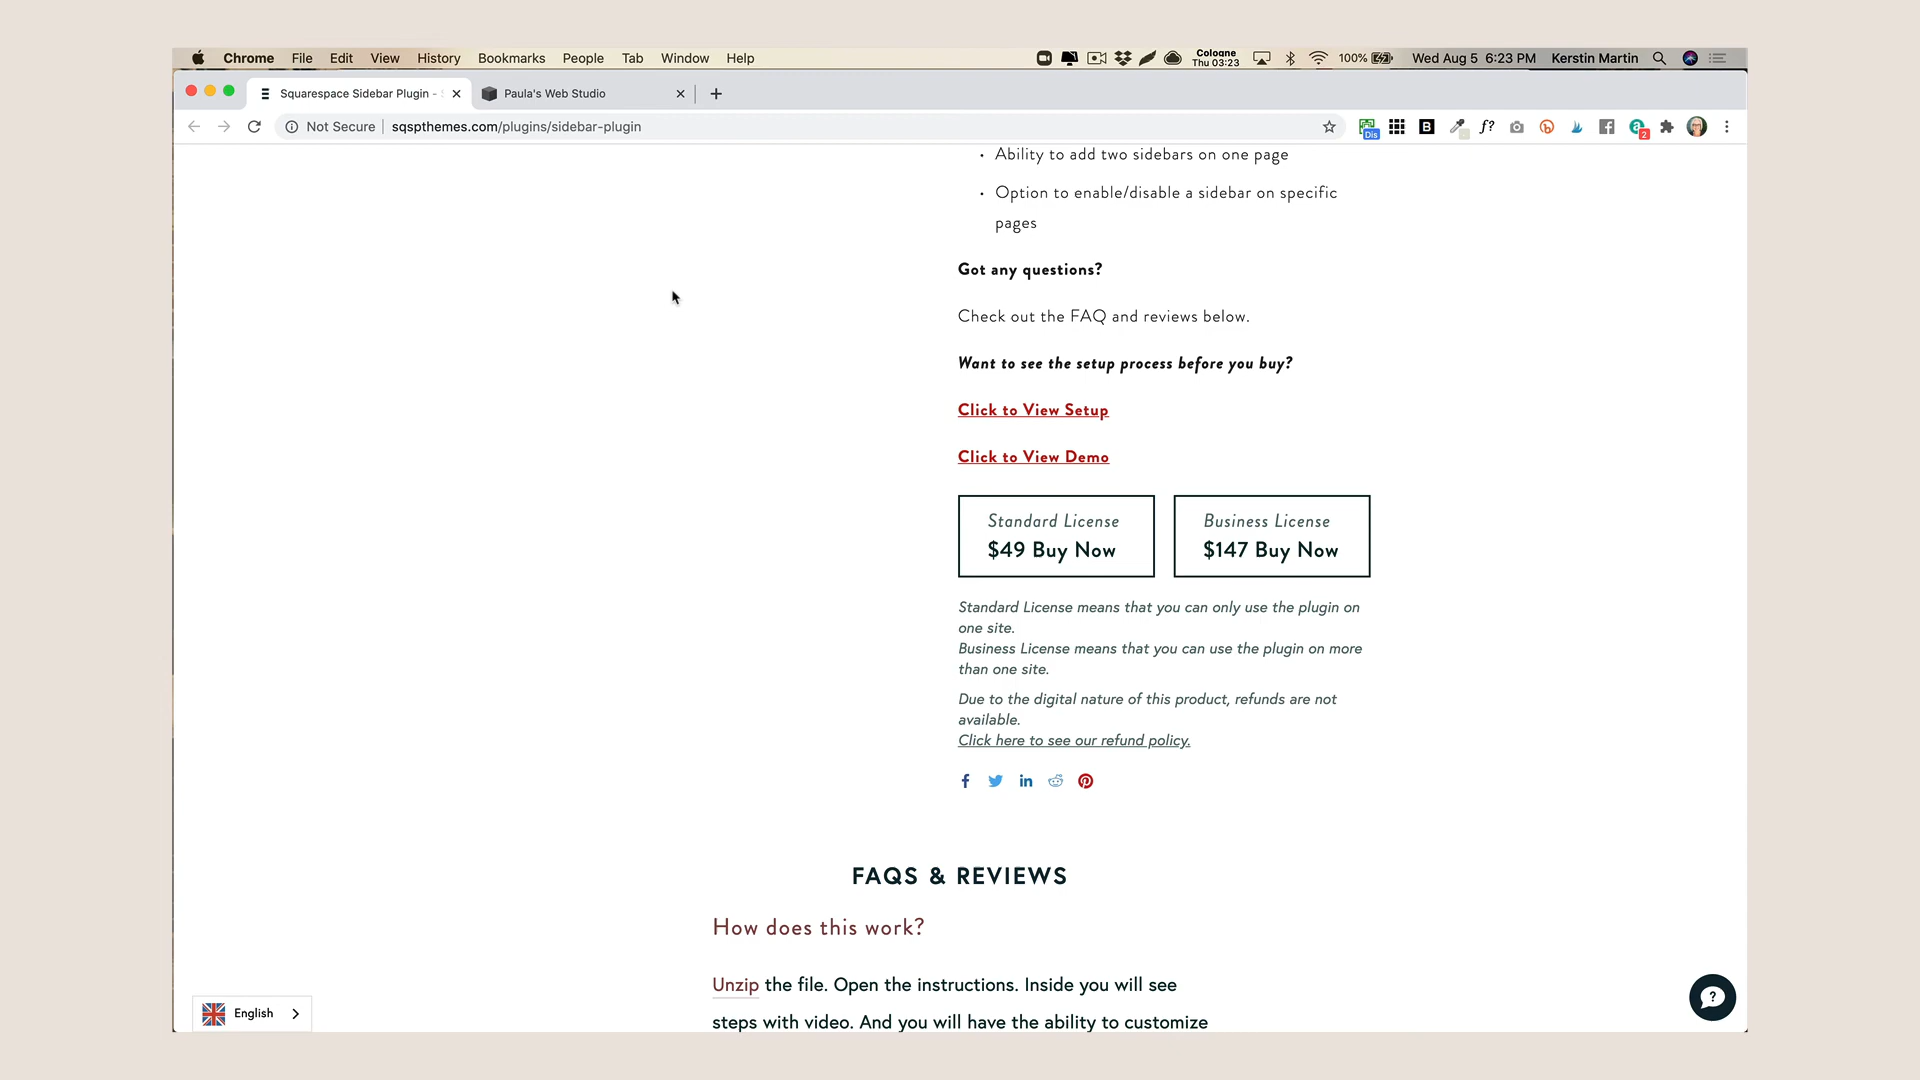 Chrome File Edit View History Bookmarks People Tab Window Help
Cologne
Thu 03:23
100%
Wed Aug 5 6:23 PM
Kerstin Martin
Squarespace Sidebar Plugin -
Paula's Web Studio
Not Secure
sqspthemes.com/plugins/sidebar-plugin
Dis
B
f?
2
• Ability to add two sidebars on one page
• Option to enable/disable a sidebar on specific
pages
Got any questions?
Check out the FAQ and reviews below.
Want to see the setup process before you buy?
Click to View Setup
Click to View Demo
Standard License
$49 Buy Now
Business License
$147 Buy Now
Standard License means that you can only use the plugin on
one site.
Business License means that you can use the plugin on more
than one site.
Due to the digital nature of this product, refunds are not
available.
Click here to see our refund policy.
FAQS & REVIEWS
How does this work?
Unzip the file. Open the instructions. Inside you will see
steps with video. And you will have the ability to customize
English